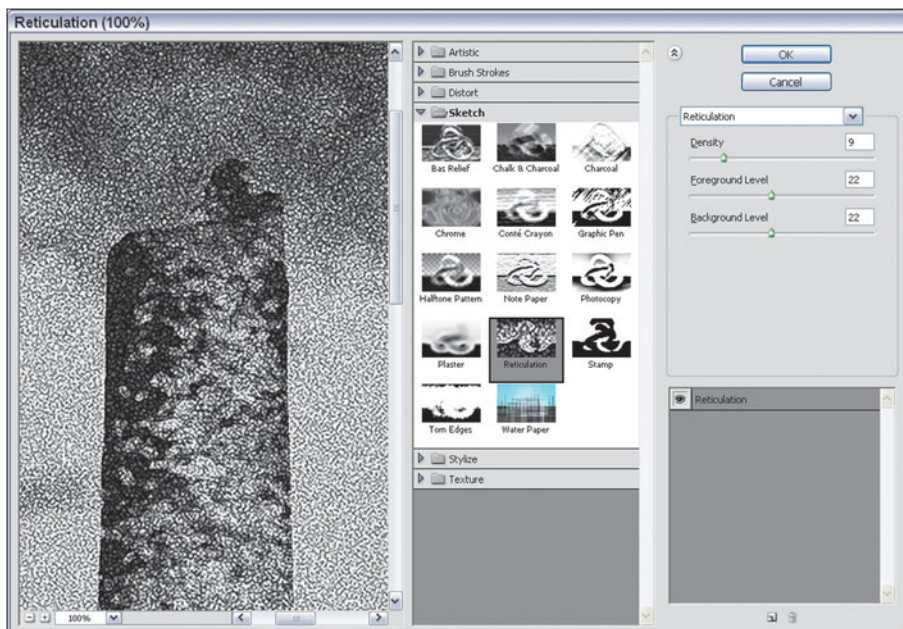 Reticulation (100%)
100%
Artistic
Brush Strokes
Distort
Sketch
Bas Relief
Chalk & Charcoal
Charcoal
Chrome
Conté Crayon
Graphic Pen
Halftone Pattern
Note Paper
Photocopy
Plaster
Reticulation
Stamp
Torn Edges
Water Paper
Stylize
Texture
OK
Cancel
Reticulation
Density 9
Foreground Level 22
Background Level 22
Reticulation